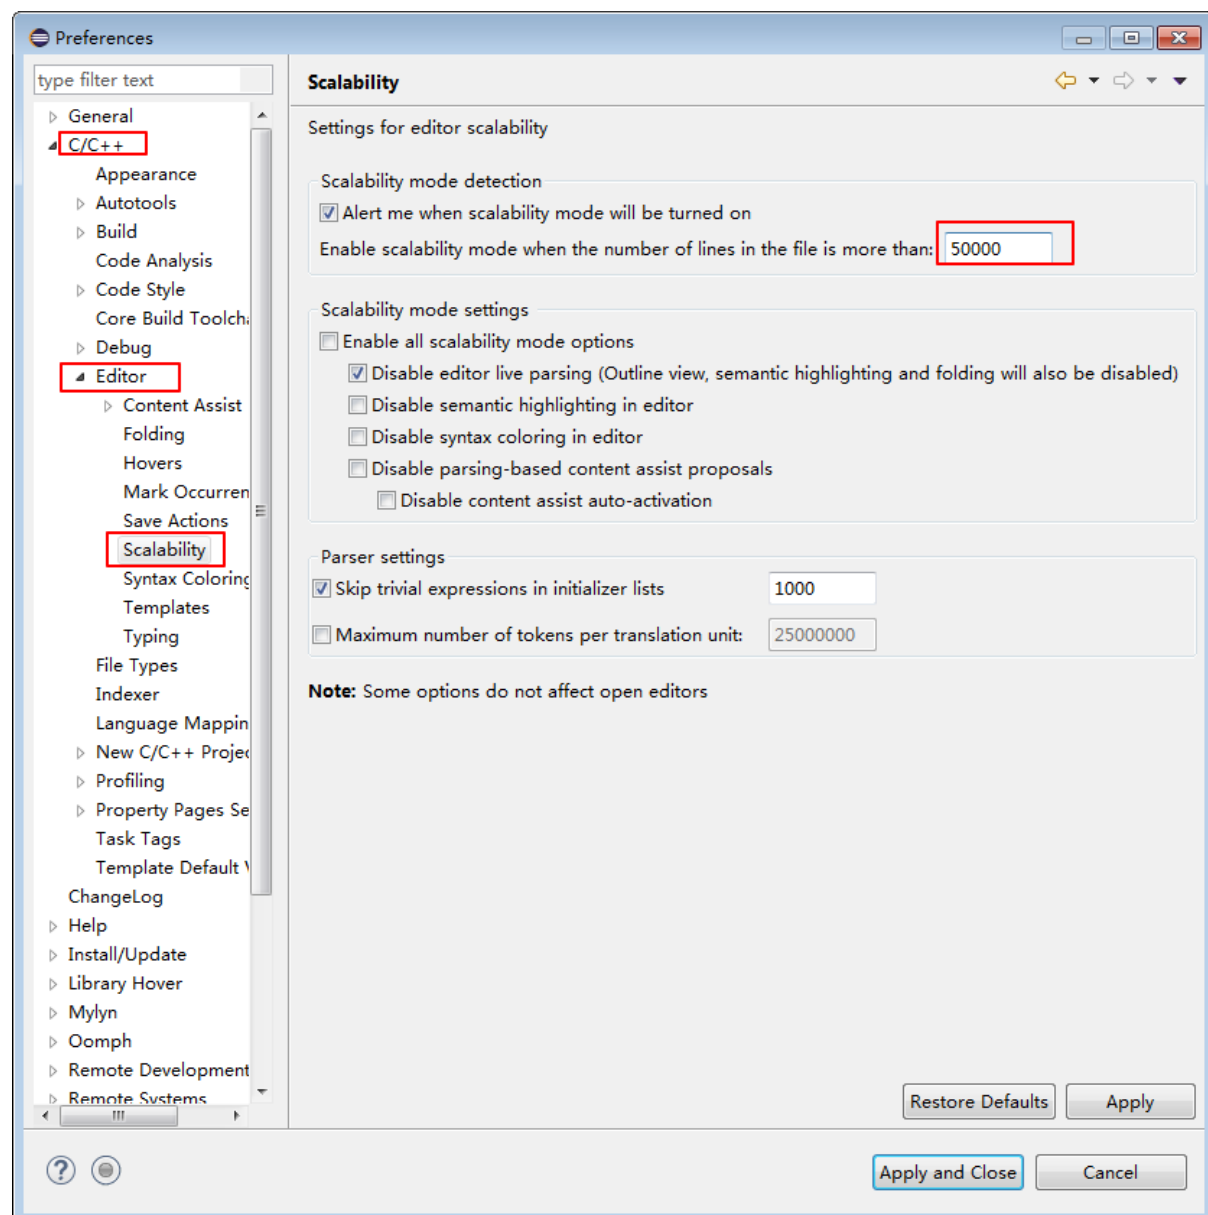 Preferences
type filter text
General
C/C++
Appearance
Autotools
Build
Code Analysis
Code Style
Core Build Toolch
Debug
Editor
Content Assist
Folding
Hovers
Mark Occurren
Save Actions
Scalability
Syntax Coloring
Templates
Typing
File Types
Indexer
Language Mappin
New C/C++ Projec
Profiling
Property Pages Se
Task Tags
Template Default
ChangeLog
Help
Install/Update
Library Hover
Mylyn
Oomph
Remote Development
Remote Systems
Scalability
Settings for editor scalability
Scalability mode detection
Alert me when scalability mode will be turned on
Enable scalability mode when the number of lines in the file is more than: 50000
Scalability mode settings
Enable all scalability mode options
Disable editor live parsing (Outline view, semantic highlighting and folding will also be disabled)
Disable semantic highlighting in editor
Disable syntax coloring in editor
Disable parsing-based content assist proposals
Disable content assist auto-activation
Parser settings
Skip trivial expressions in initializer lists 1000
Maximum number of tokens per translation unit: 25000000
Note: Some options do not affect open editors
Restore Defaults Apply
Apply and Close Cancel